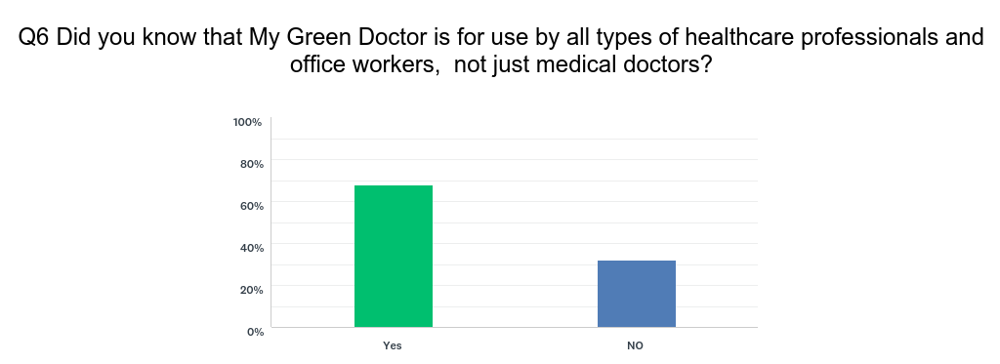 Q6 Did you know that My Green Doctor is for use by all types of healthcare professionals and
office workers,  not just medical doctors?
100%
80%
60%
40%
20%
0%
Yes
NO